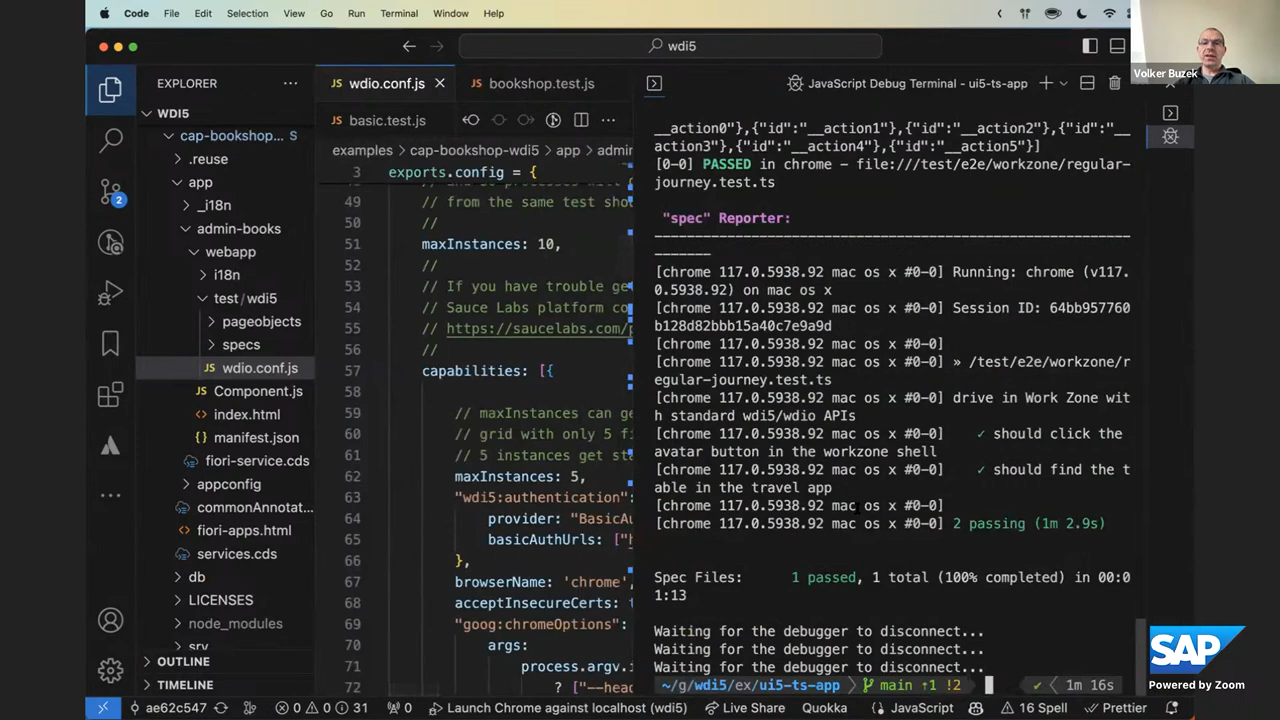 Code File Edit Selection View Go Run Terminal Window Help
wdi5
Volker Buzek
EXPLORER
WDI5
cap-bookshop... S
.reuse
app
_i18n
admin-books
webapp
i18n
test/wdi5
pageobjects
specs
JS wdio.conf.js
JS Component.js
<> index.html
manifest.json
fiori-service.cds
appconfig
commonAnnotat...
<> fiori-apps.html
services.cds
db
LICENSES
node_modules
srv
OUTLINE
TIMELINE
2
JS wdio.conf.js
JS bookshop.test.js
JS basic.test.js
examples > cap-bookshop-wdi5 > app > admin
3 exports.config = {
49 // from the same test shou
50 //
51 maxInstances: 10,
52 //
53 // If you have trouble ge
54 // Sauce Labs platform co
55 // https://saucelabs.com/p
56 //
57 capabilities: [{
58
59 // maxInstances can ge
60 // grid with only 5 fi
61 // 5 instances get sta
62 maxInstances: 5,
63 "wdi5:authentication"
64 provider: "BasicAu
65 basicAuthUrls: ["h
66 },
67 browserName: 'chrome',
68 acceptInsecureCerts: t
69 "goog:chromeOptions":
70 args:
71 process.argv.i
72 ? ["--head
JavaScript Debug Terminal - ui5-ts-app
__action0"},{"id":"__action1"},{"id":"__action2"},{"id":"__
action3"},{"id":"__action4"},{"id":"__action5"}]
[0-0] PASSED in chrome - file:///test/e2e/workzone/regular-
journey.test.ts
"spec" Reporter:
[chrome 117.0.5938.92 mac os x #0-0] Running: chrome (v117.
0.5938.92) on mac os x
[chrome 117.0.5938.92 mac os x #0-0] Session ID: 64bb957760
b128d82bbb15a40c7e9a9d
[chrome 117.0.5938.92 mac os x #0-0]
[chrome 117.0.5938.92 mac os x #0-0] » /test/e2e/workzone/r
egular-journey.test.ts
[chrome 117.0.5938.92 mac os x #0-0] drive in Work Zone wit
h standard wdi5/wdio APIs
[chrome 117.0.5938.92 mac os x #0-0] ✓ should click the
avatar button in the workzone shell
[chrome 117.0.5938.92 mac os x #0-0] ✓ should find the t
able in the travel app
[chrome 117.0.5938.92 mac os x #0-0]
[chrome 117.0.5938.92 mac os x #0-0] 2 passing (1m 2.9s)
Spec Files: 1 passed, 1 total (100% completed) in 00:0
1:13
Waiting for the debugger to disconnect...
Waiting for the debugger to disconnect...
Waiting for the debugger to disconnect...
~/g/wdi5/ex/ui5-ts-app main ⇡1 !2 ✔ 1m 16s
SAP
Powered by Zoom
ae62c547 0 0 31 0 Launch Chrome against localhost (wdi5) Live Share Quokka JavaScript 16 Spell Prettier